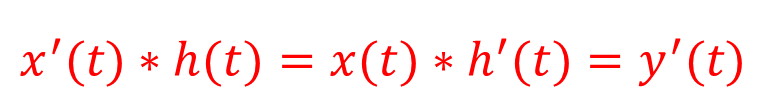 x′(t) ∗ h(t) = x(t) ∗ h′(t) = y′(t)